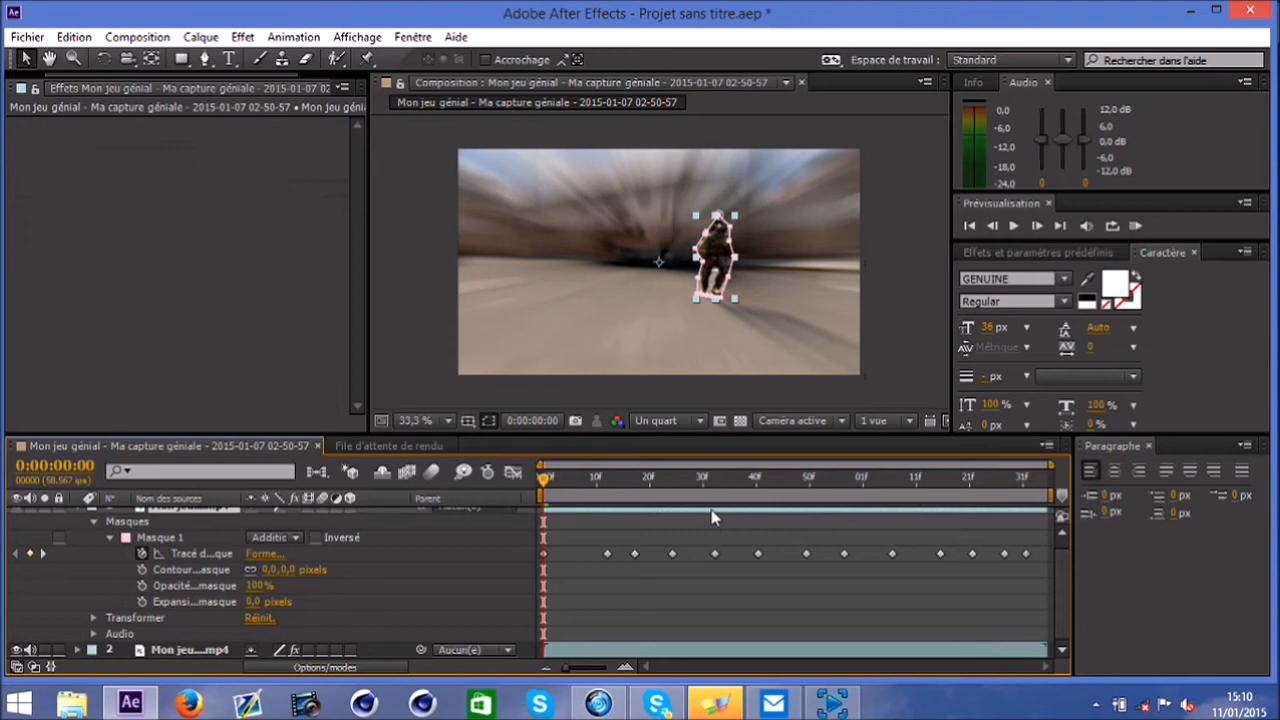 Adobe After Effects - Projet sans titre.aep *
Fichier Edition Composition Calque Effet Animation Affichage Fenêtre Aide
Accrochage
Espace de travail : Standard
Rechercher dans l'aide
Effets Mon jeu génial - Ma capture géniale - 2015-01-07 02
Mon jeu génial - Ma capture géniale - 2015-01-07 02-50-57 • Mon jeu géni
Composition : Mon jeu génial - Ma capture géniale - 2015-01-07 02-50-57
Mon jeu génial - Ma capture géniale - 2015-01-07 02-50-57
Info Audio
0,0 12,0 dB
-6,0 6,0 dB
-12,0 0,0 dB
-18,0 -6,0 dB
-24,0 -12,0 dB
0 0
Prévisualisation
Effets et paramètres prédéfinis Caractère
GENUINE
Regular
36 px Auto
Métrique 0
- px
100 % 100 %
0 px 0 px
33,3 % 0:00:00:00 Un quart Caméra active 1 vue
Mon jeu génial - Ma capture géniale - 2015-01-07 02-50-57
File d'attente de rendu
Paragraphe
0:00:00:00
00000 (58.567 ips)
10f 20f 30f 40f 50f 01f 11f 21f 31f
N° Nom des sources fx Parent
Masques
Masque 1 Additic Inversé
Tracé d...que Forme...
Contour...asque 0,0,0,0 pixels
Opacité...masque 100%
Expansi...masque 0,0 pixels
Transformer Réinit.
Audio
2 Mon jeu....mp4 Aucun(e)
Options/modes
0 px 0 px
0 px 0 px
15:10
11/01/2015